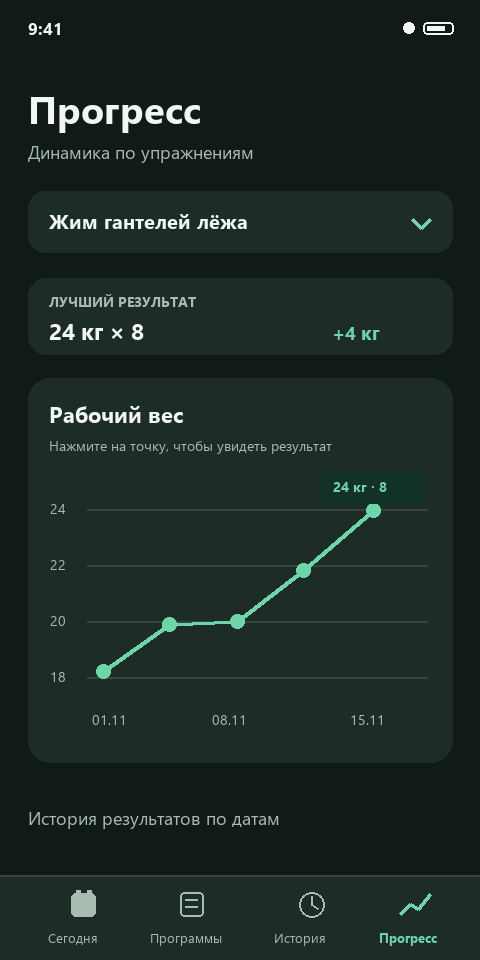 9:41
Прогресс
Динамика по упражнениям
Жим гантелей лёжа
ЛУЧШИЙ РЕЗУЛЬТАТ
24 кг × 8
+4 кг
Рабочий вес
Нажмите на точку, чтобы увидеть результат
24 кг · 8
24
22
20
18
01.11
08.11
15.11
История результатов по датам
Сегодня
Программы
История
Прогресс